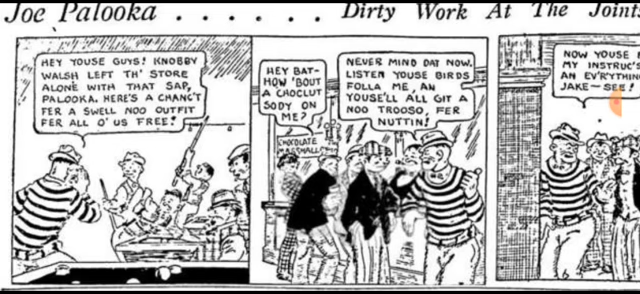 Joe Palooka . . . . . . Dirty Work At The Joint
HEY YOUSE GUYS! KNOBBY
WALSH LEFT TH' STORE
ALONE WITH THAT SAP,
PALOOKA. HERE'S A CHANC'T
FER A SWELL NOO OUTFIT
FER ALL O' US FREE!
HEY BAT-
HOW 'BOUT
A CHOCLUT
SODY ON
ME?
CHOCOLATE
MARSHMALL
NEVER MIND DAT NOW.
LISTEN YOUSE BIRDS
FOLLA ME, AN
YOUSE'LL ALL GIT A
NOO TROOSO, FER
NUTTIN!
NOW YOUSE
MY INSTRUC'S
AN EV'RYTHIN
JAKE—SEE!